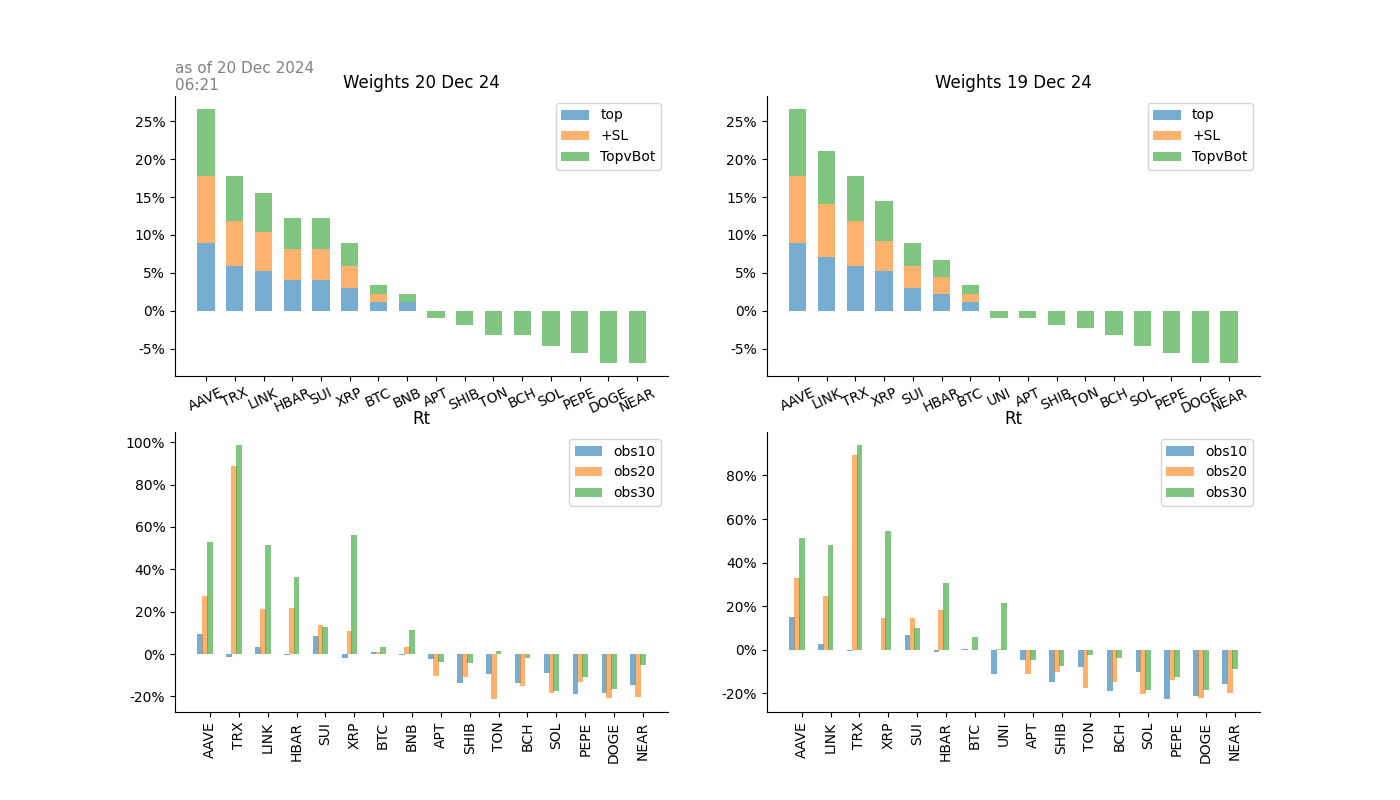 as of 20 Dec 2024
06:21
Weights 20 Dec 24
25%
20%
15%
10%
5%
0%
-5%
top
+SL
TopvBot
AAVE TRX LINK HBAR SUI XRP BTC BNB APT SHIB TON BCH SOL PEPE DOGE NEAR
Weights 19 Dec 24
25%
20%
15%
10%
5%
0%
-5%
top
+SL
TopvBot
AAVE LINK TRX XRP SUI HBAR BTC UNI APT SHIB TON BCH SOL PEPE DOGE NEAR
Rt
100%
80%
60%
40%
20%
0%
-20%
obs10
obs20
obs30
AAVE TRX LINK HBAR SUI XRP BTC BNB APT SHIB TON BCH SOL PEPE DOGE NEAR
Rt
80%
60%
40%
20%
0%
-20%
obs10
obs20
obs30
AAVE LINK TRX XRP SUI HBAR BTC UNI APT SHIB TON BCH SOL PEPE DOGE NEAR